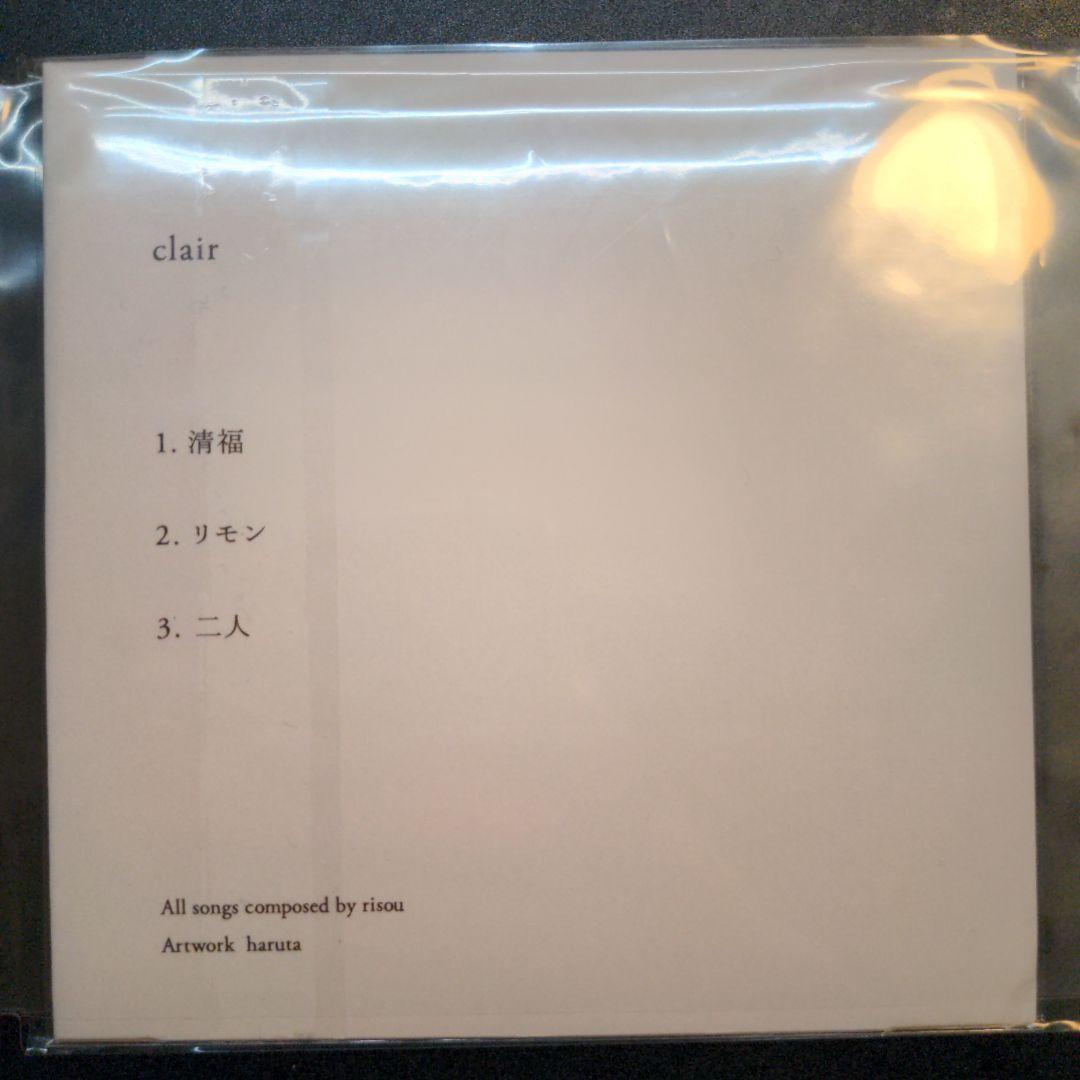 clair
1. 清福
2. リモン
3. 二人
All songs composed by risou
Artwork haruta